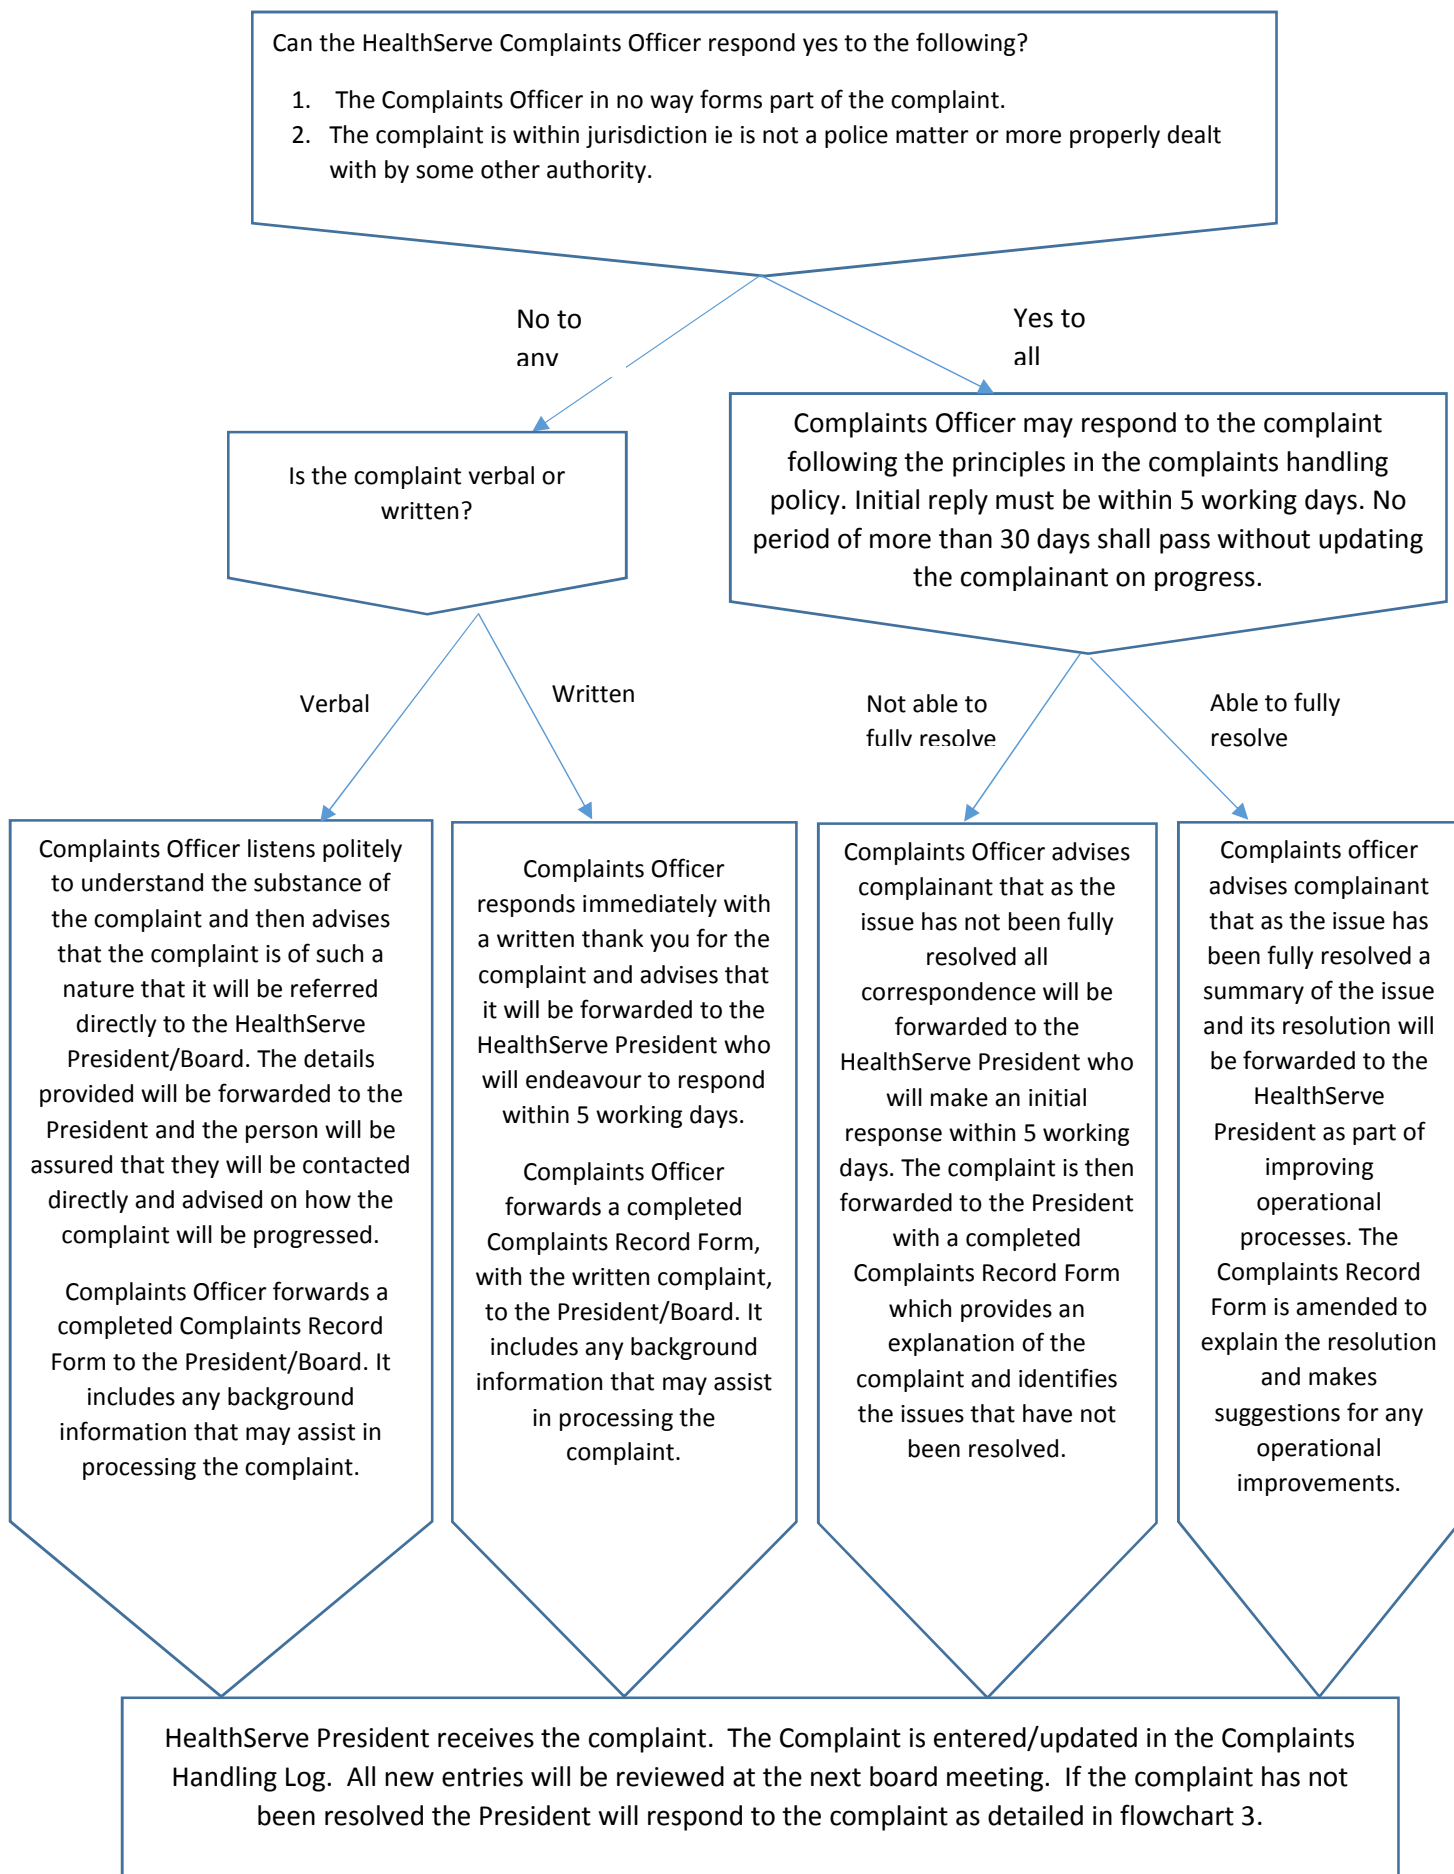 Can the HealthServe Complaints Officer respond yes to the following?
1. The Complaints Officer in no way forms part of the complaint.
2. The complaint is within jurisdiction ie is not a police matter or more properly dealt
with by some other authority.
No to
any
Yes to
all
Is the complaint verbal or
written?
Complaints Officer may respond to the complaint
following the principles in the complaints handling
policy. Initial reply must be within 5 working days. No
period of more than 30 days shall pass without updating
the complainant on progress.
Verbal
Written
Not able to
fully resolve
Able to fully
resolve
Complaints Officer listens politely
to understand the substance of
the complaint and then advises
that the complaint is of such a
nature that it will be referred
directly to the HealthServe
President/Board. The details
provided will be forwarded to the
President and the person will be
assured that they will be contacted
directly and advised on how the
complaint will be progressed.
Complaints Officer forwards a
completed Complaints Record
Form to the President/Board. It
includes any background
information that may assist in
processing the complaint.
Complaints Officer
responds immediately with
a written thank you for the
complaint and advises that
it will be forwarded to the
HealthServe President who
will endeavour to respond
within 5 working days.
Complaints Officer
forwards a completed
Complaints Record Form,
with the written complaint,
to the President/Board. It
includes any background
information that may assist
in processing the
complaint.
Complaints Officer advises
complainant that as the
issue has not been fully
resolved all
correspondence will be
forwarded to the
HealthServe President who
will make an initial
response within 5 working
days. The complaint is then
forwarded to the President
with a completed
Complaints Record Form
which provides an
explanation of the
complaint and identifies
the issues that have not
been resolved.
Complaints officer
advises complainant
that as the issue has
been fully resolved a
summary of the issue
and its resolution will
be forwarded to the
HealthServe
President as part of
improving
operational
processes. The
Complaints Record
Form is amended to
explain the resolution
and makes
suggestions for any
operational
improvements.
HealthServe President receives the complaint. The Complaint is entered/updated in the Complaints
Handling Log. All new entries will be reviewed at the next board meeting. If the complaint has not
been resolved the President will respond to the complaint as detailed in flowchart 3.